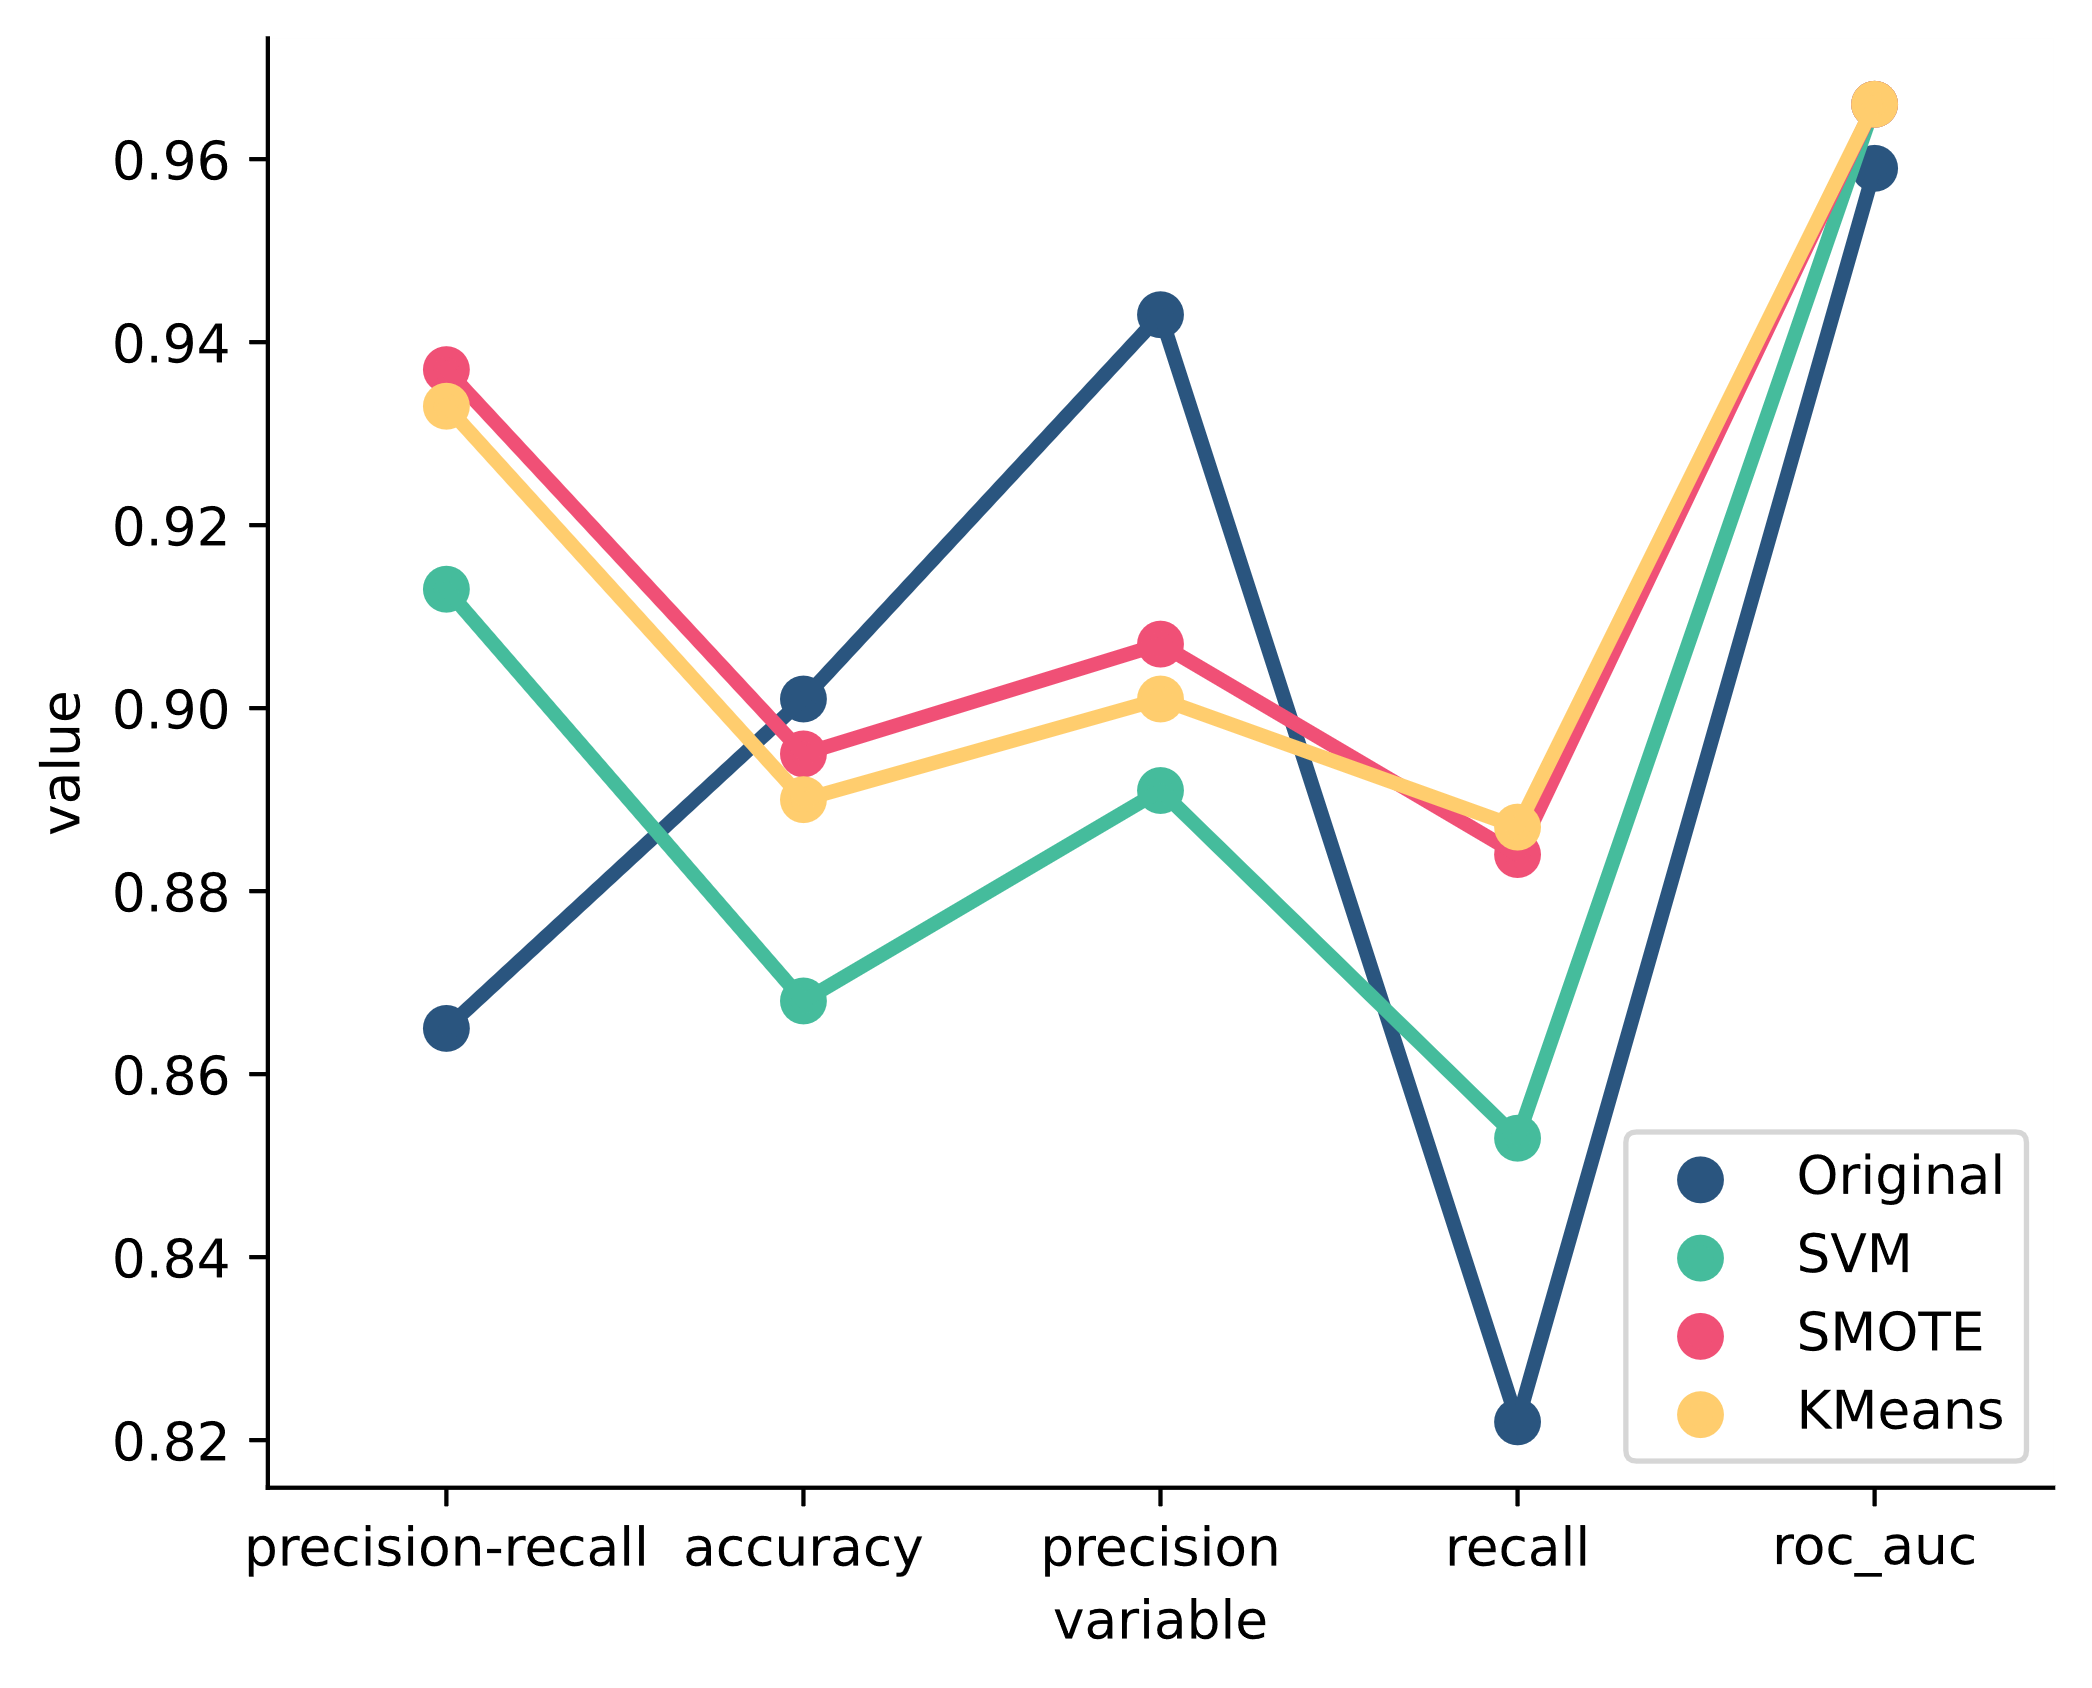 value
0.96
0.94
0.92
0.90
0.88
0.86
0.84
0.82
Original
SVM
SMOTE
KMeans
precision-recall accuracy precision recall roc_auc
variable